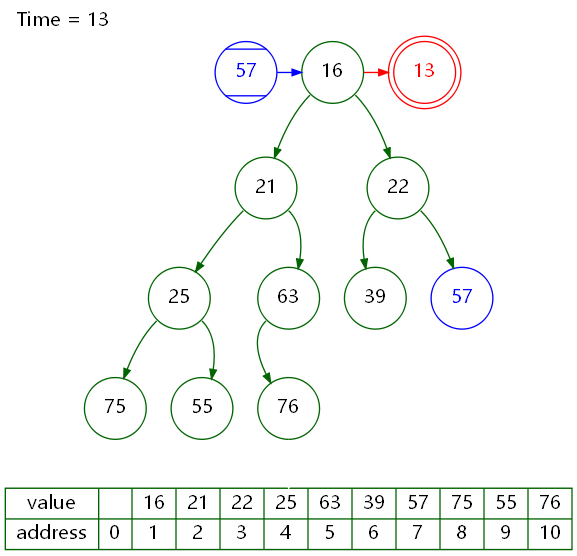 Time = 13
57 16 13
21 22
25 63 39 57
75 55 76
value 16 21 22 25 63 39 57 75 55 76
address 0 1 2 3 4 5 6 7 8 9 10